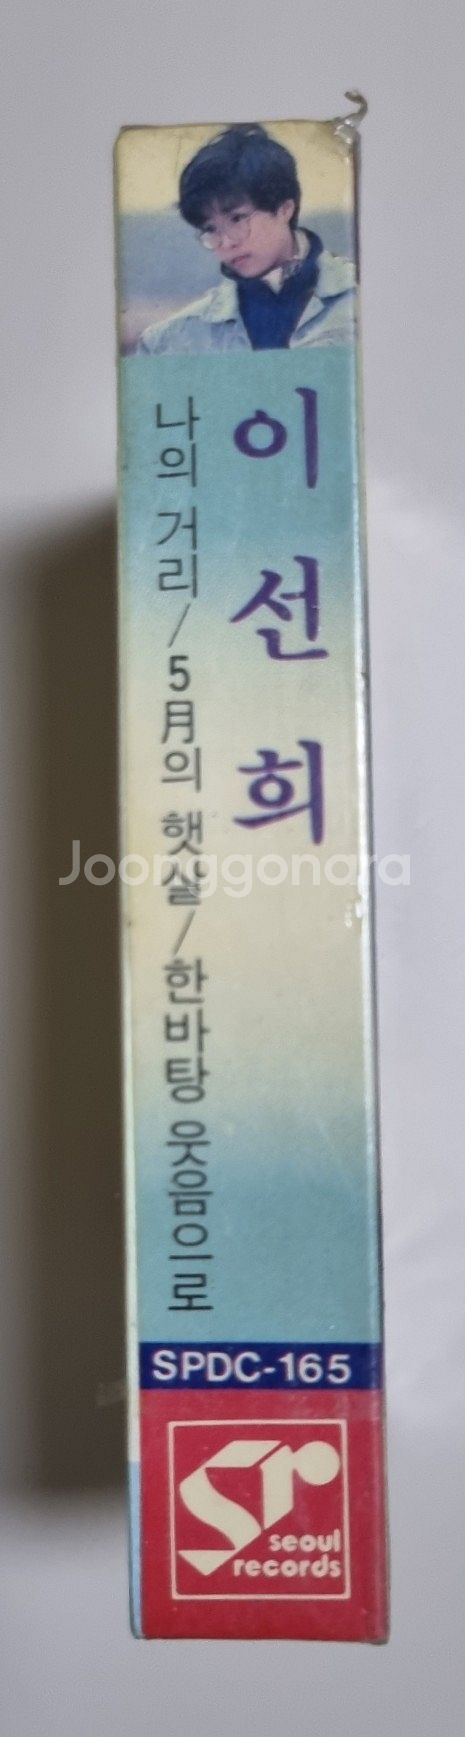 이선희
나의 거리/5月의 햇살/한바탕 웃음으로
Joonggonara
SPDC-165
sr
seoul
records